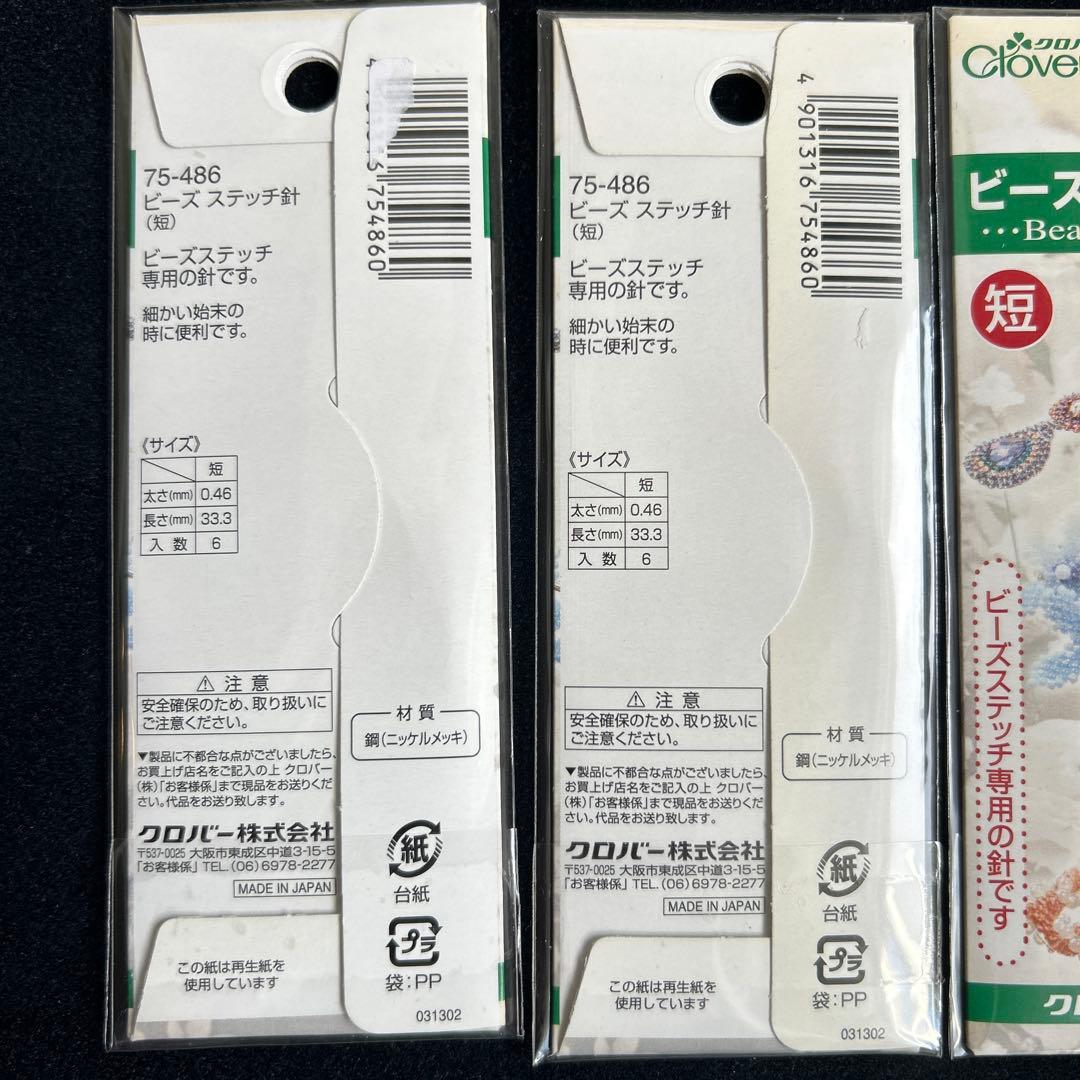 75-486
ビーズ ステッチ針
(短)
ビーズステッチ
専用の針です。
細かい始末の
時に便利です。
《サイズ》
短
太さ(mm) 0.46
長さ(mm) 33.3
入 数 6
⚠ 注 意
安全確保のため、取り扱いに
ご注意ください。
▼製品に不都合な点がございましたら、
お買上げ店名をご記入の上 クロバー
(株)「お客様係」まで現品をお送りくだ
さい。代品をお送り致します。
クロバー株式会社
〒537-0025 大阪市東成区中道3-15-5
「お客様係」 TEL.(06)6978-2277
MADE IN JAPAN
この紙は再生紙を
使用しています
6 754860
材 質
鋼(ニッケルメッキ)
紙
台紙
プラ
袋:PP
031302
75-486
ビーズ ステッチ針
(短)
ビーズステッチ
専用の針です。
細かい始末の
時に便利です。
《サイズ》
短
太さ(mm) 0.46
長さ(mm) 33.3
入 数 6
⚠ 注 意
安全確保のため、取り扱いに
ご注意ください。
▼製品に不都合な点がございましたら、
お買上げ店名をご記入の上 クロバー
(株)「お客様係」まで現品をお送りくだ
さい。代品をお送り致します。
クロバー株式会社
〒537-0025 大阪市東成区中道3-15-5
「お客様係」 TEL.(06)6978-2277
MADE IN JAPAN
この紙は再生紙を
使用しています
4 901316 754860
材 質
鋼(ニッケルメッキ)
紙
台紙
プラ
袋:PP
031302
クロバ
Clove
ビーズ
…Bea
短
ビーズステッチ専用の針です
クロ